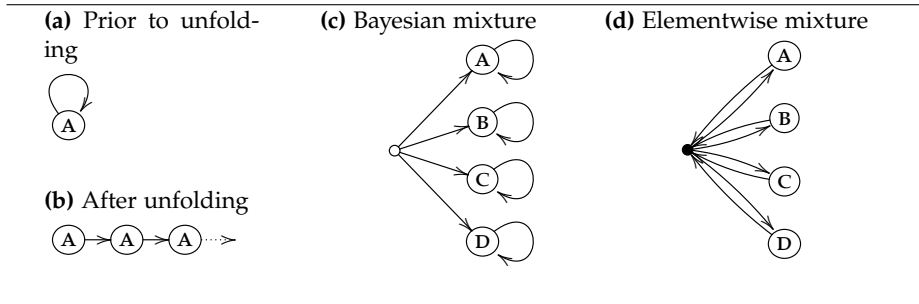 (a) Prior to unfold-
ing
A
(b) After unfolding
A A A
(c) Bayesian mixture
A
B
C
D
(d) Elementwise mixture
A
B
C
D